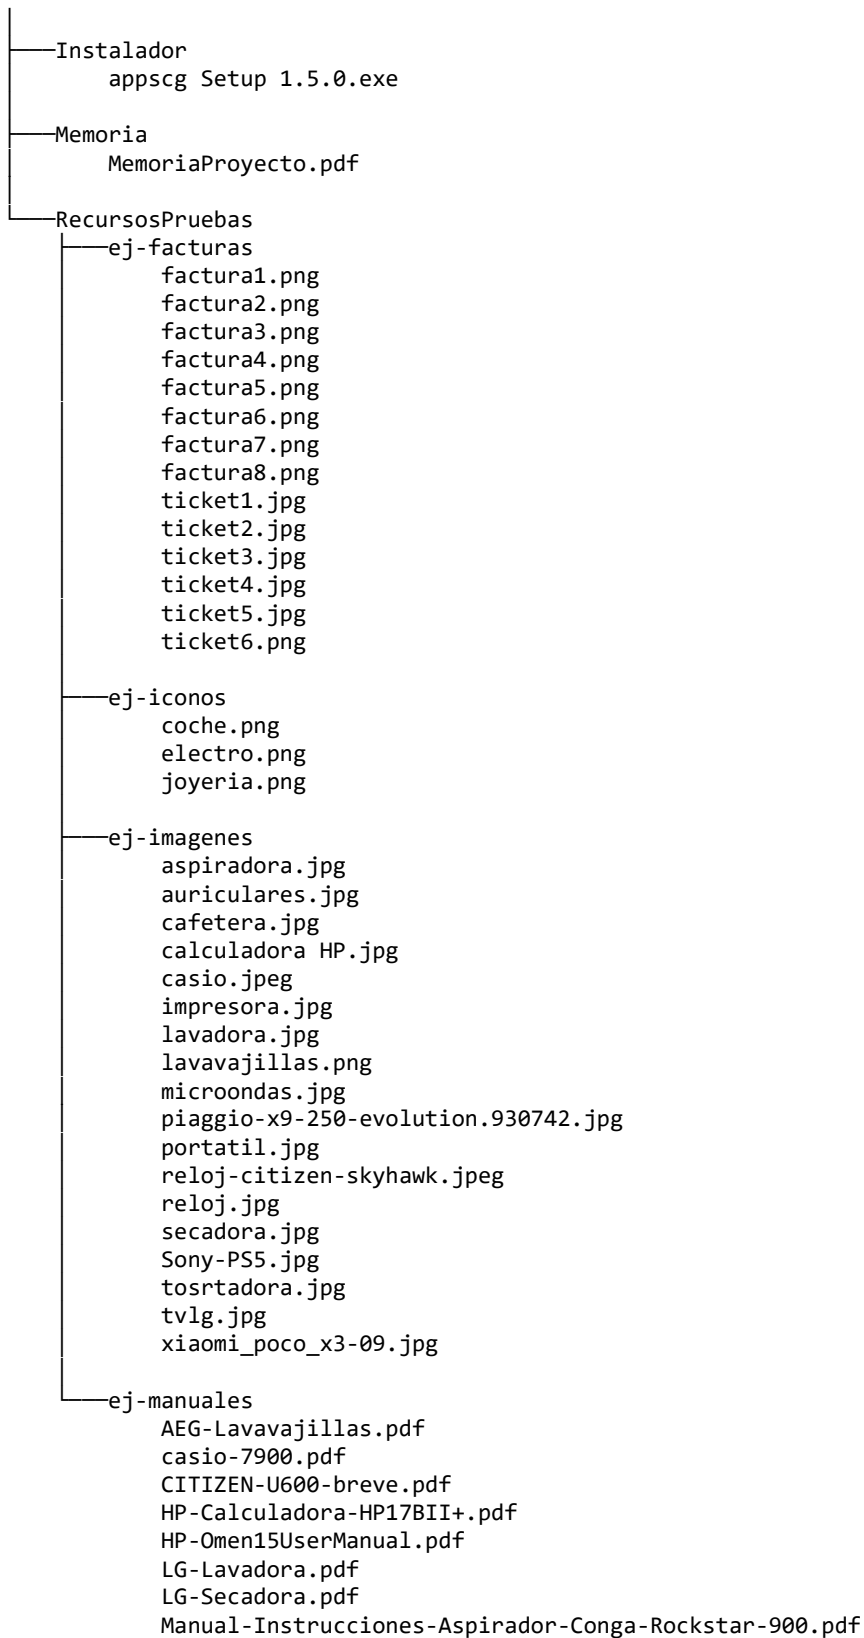 Instalador
appscg Setup 1.5.0.exe
Memoria
MemoriaProyecto.pdf
RecursosPruebas
ej-facturas
factura1.png
factura2.png
factura3.png
factura4.png
factura5.png
factura6.png
factura7.png
factura8.png
ticket1.jpg
ticket2.jpg
ticket3.jpg
ticket4.jpg
ticket5.jpg
ticket6.png
ej-iconos
coche.png
electro.png
joyeria.png
ej-imagenes
aspiradora.jpg
auriculares.jpg
cafetera.jpg
calculadora HP.jpg
casio.jpeg
impresora.jpg
lavadora.jpg
lavavajillas.png
microondas.jpg
piaggio-x9-250-evolution.930742.jpg
portatil.jpg
reloj-citizen-skyhawk.jpeg
reloj.jpg
secadora.jpg
Sony-PS5.jpg
tosrtadora.jpg
tvlg.jpg
xiaomi_poco_x3-09.jpg
ej-manuales
AEG-Lavavajillas.pdf
casio-7900.pdf
CITIZEN-U600-breve.pdf
HP-Calculadora-HP17BII+.pdf
HP-Omen15UserManual.pdf
LG-Lavadora.pdf
LG-Secadora.pdf
Manual-Instrucciones-Aspirador-Conga-Rockstar-900.pdf